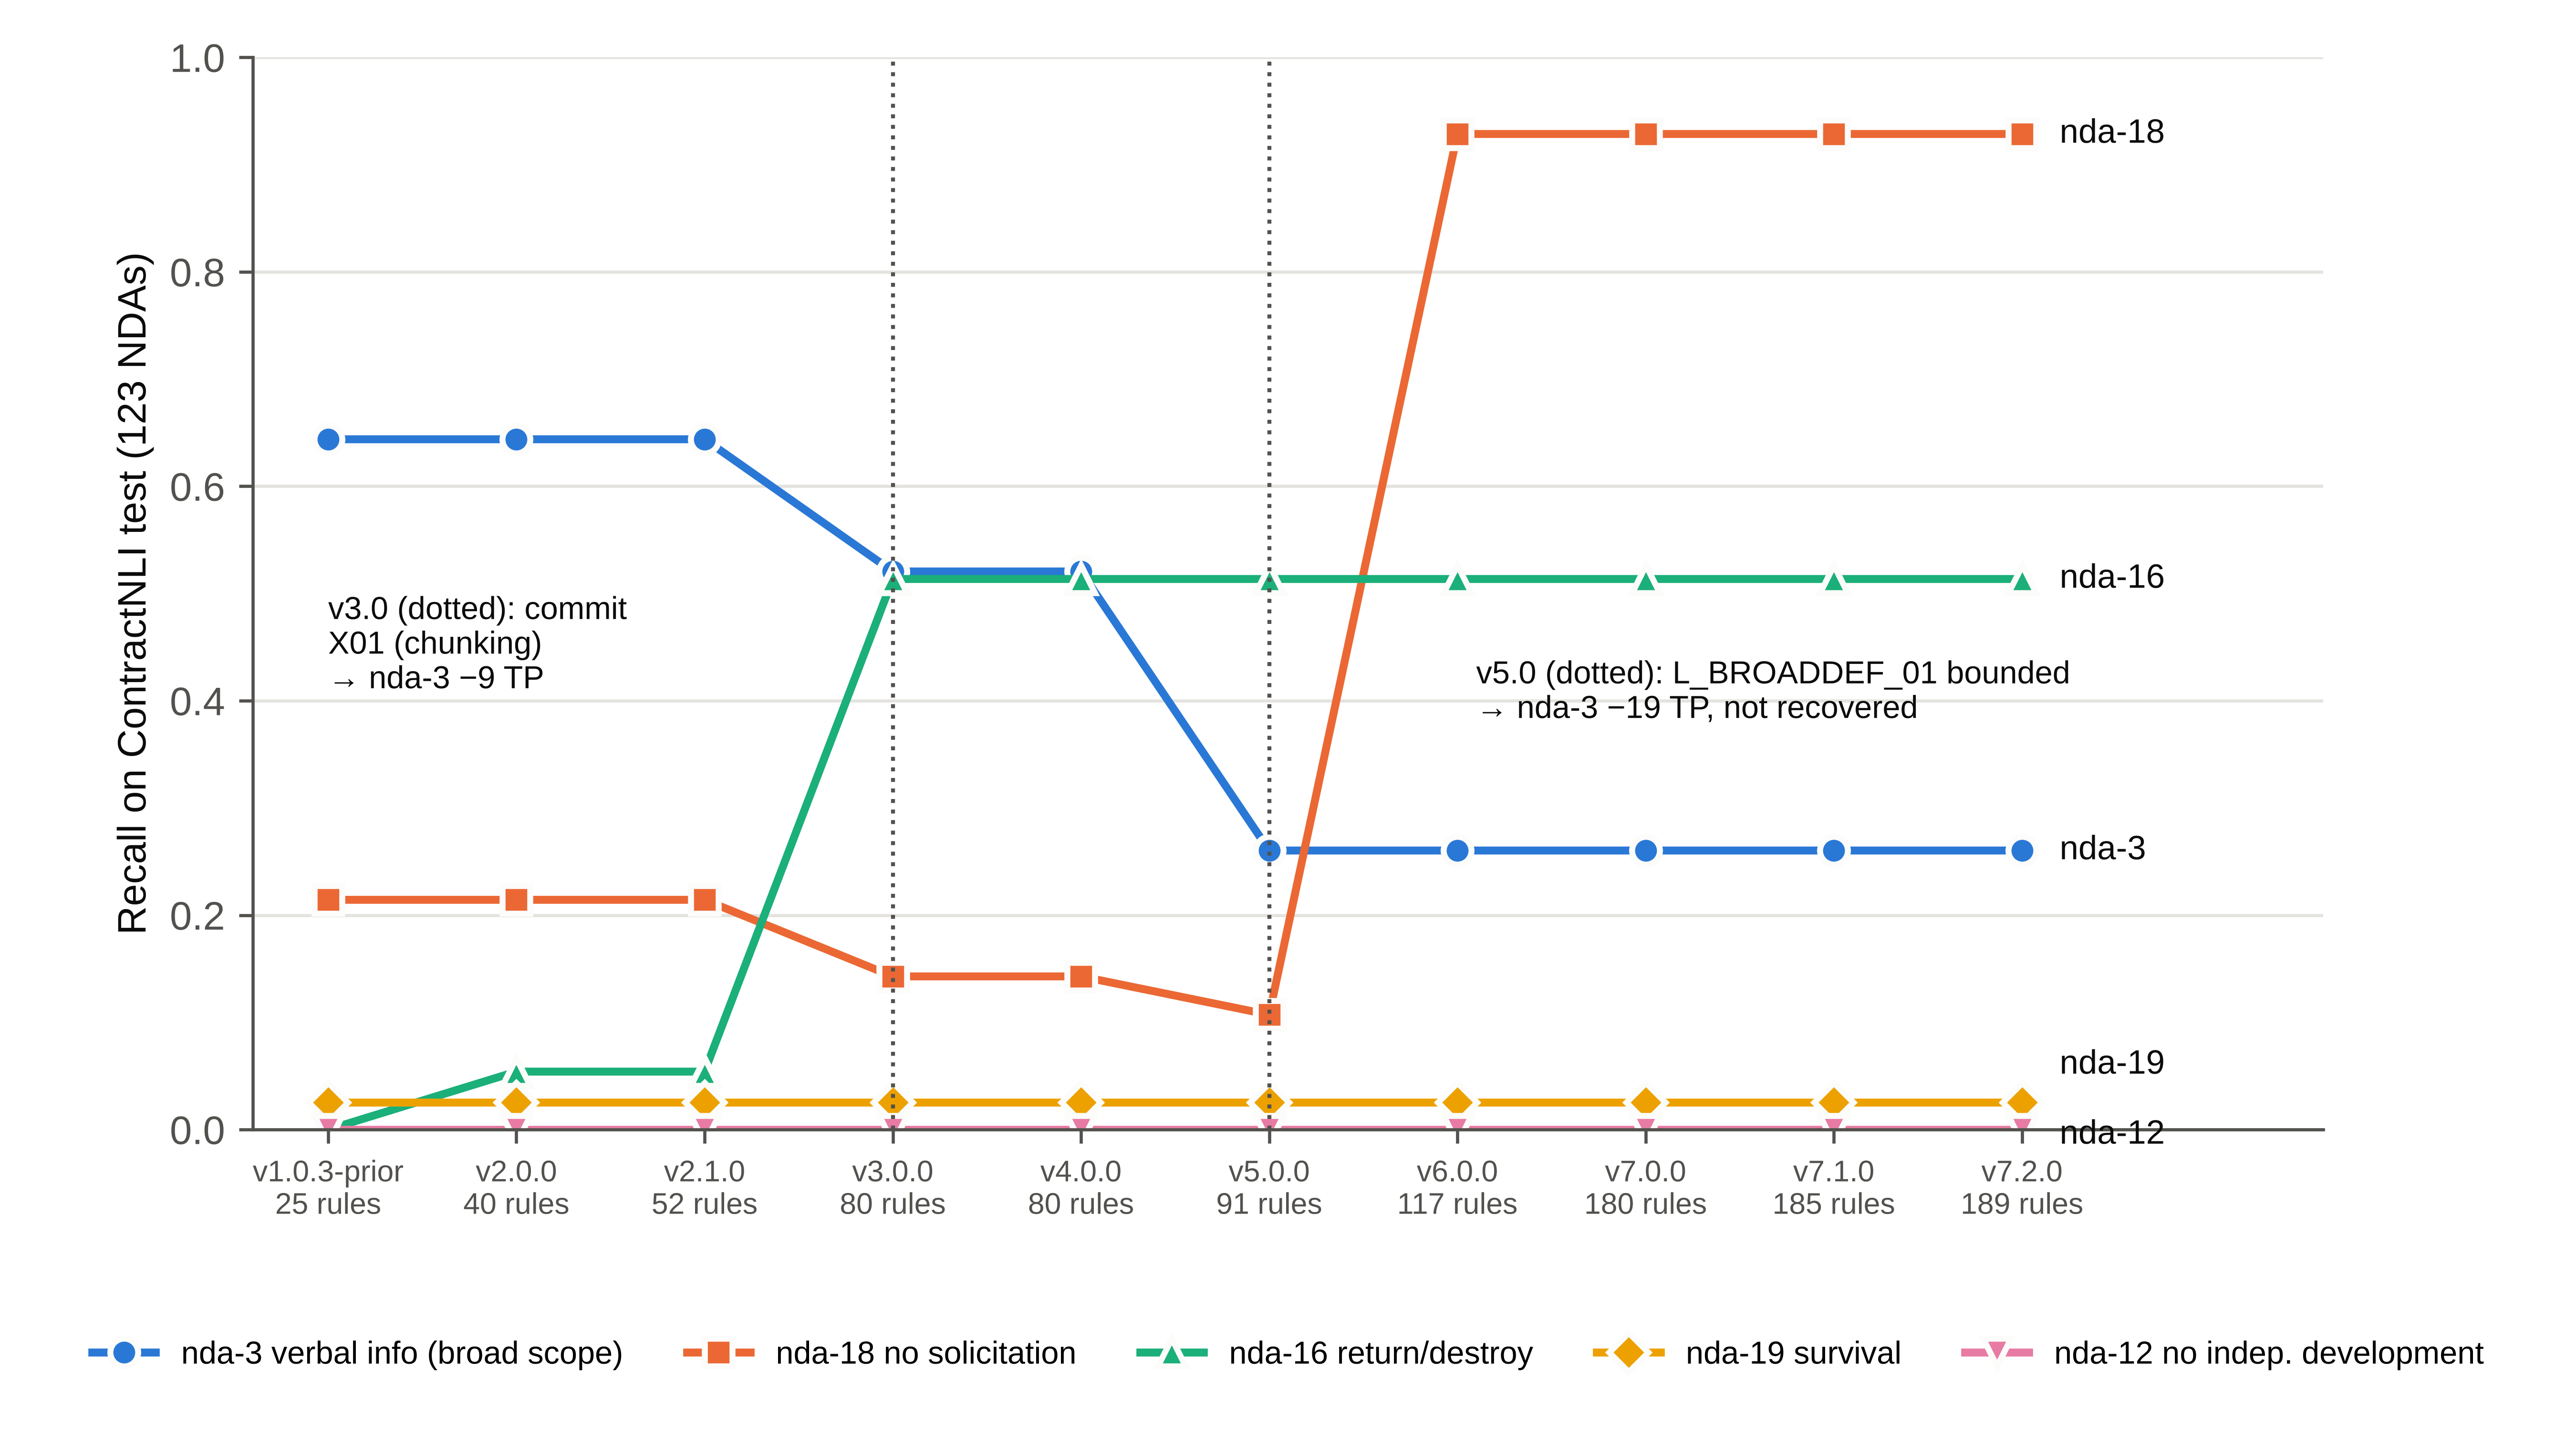 Recall on ContractNLI test (123 NDAs)
1.0
0.8
0.6
0.4
0.2
0.0
nda-18
nda-16
nda-3
nda-19
nda-12
v3.0 (dotted): commit
X01 (chunking)
→ nda-3 −9 TP
v5.0 (dotted): L_BROADDEF_01 bounded
→ nda-3 −19 TP, not recovered
v1.0.3-prior
25 rules
v2.0.0
40 rules
v2.1.0
52 rules
v3.0.0
80 rules
v4.0.0
80 rules
v5.0.0
91 rules
v6.0.0
117 rules
v7.0.0
180 rules
v7.1.0
185 rules
v7.2.0
189 rules
nda-3 verbal info (broad scope)
nda-18 no solicitation
nda-16 return/destroy
nda-19 survival
nda-12 no indep. development